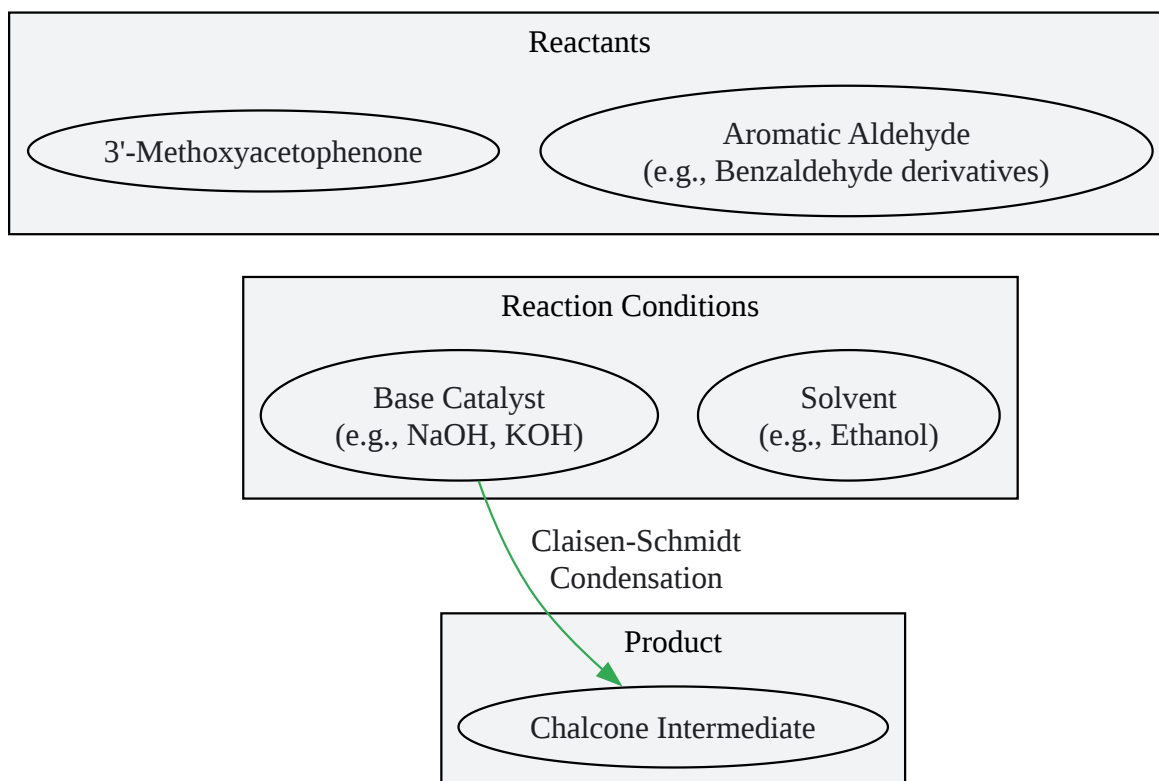 Reactants
3'-Methoxyacetophenone
Aromatic Aldehyde
(e.g., Benzaldehyde derivatives)
Reaction Conditions
Base Catalyst
(e.g., NaOH, KOH)
Solvent
(e.g., Ethanol)
Claisen-Schmidt
Condensation
Product
Chalcone Intermediate